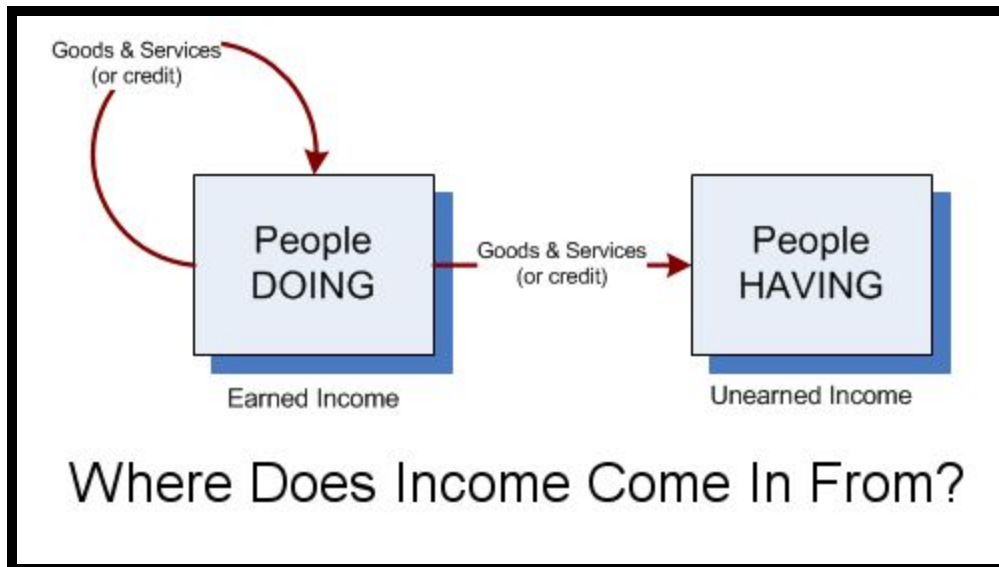 Goods & Services
(or credit)
People
DOING
Goods & Services
(or credit)
People
HAVING
Earned Income
Unearned Income
Where Does Income Come In From?